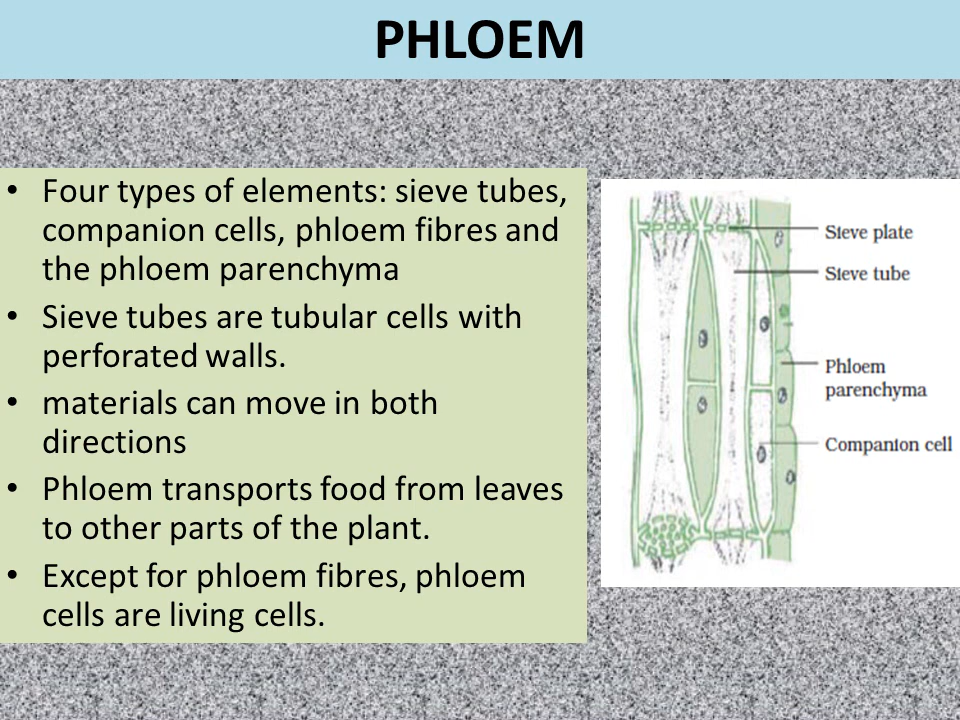 PHLOEM
• Four types of elements: sieve tubes,
companion cells, phloem fibres and
the phloem parenchyma
• Sieve tubes are tubular cells with
perforated walls.
• materials can move in both
directions
• Phloem transports food from leaves
to other parts of the plant.
• Except for phloem fibres, phloem
cells are living cells.
Sieve plate
Sieve tube
Phloem
parenchyma
Companion cell